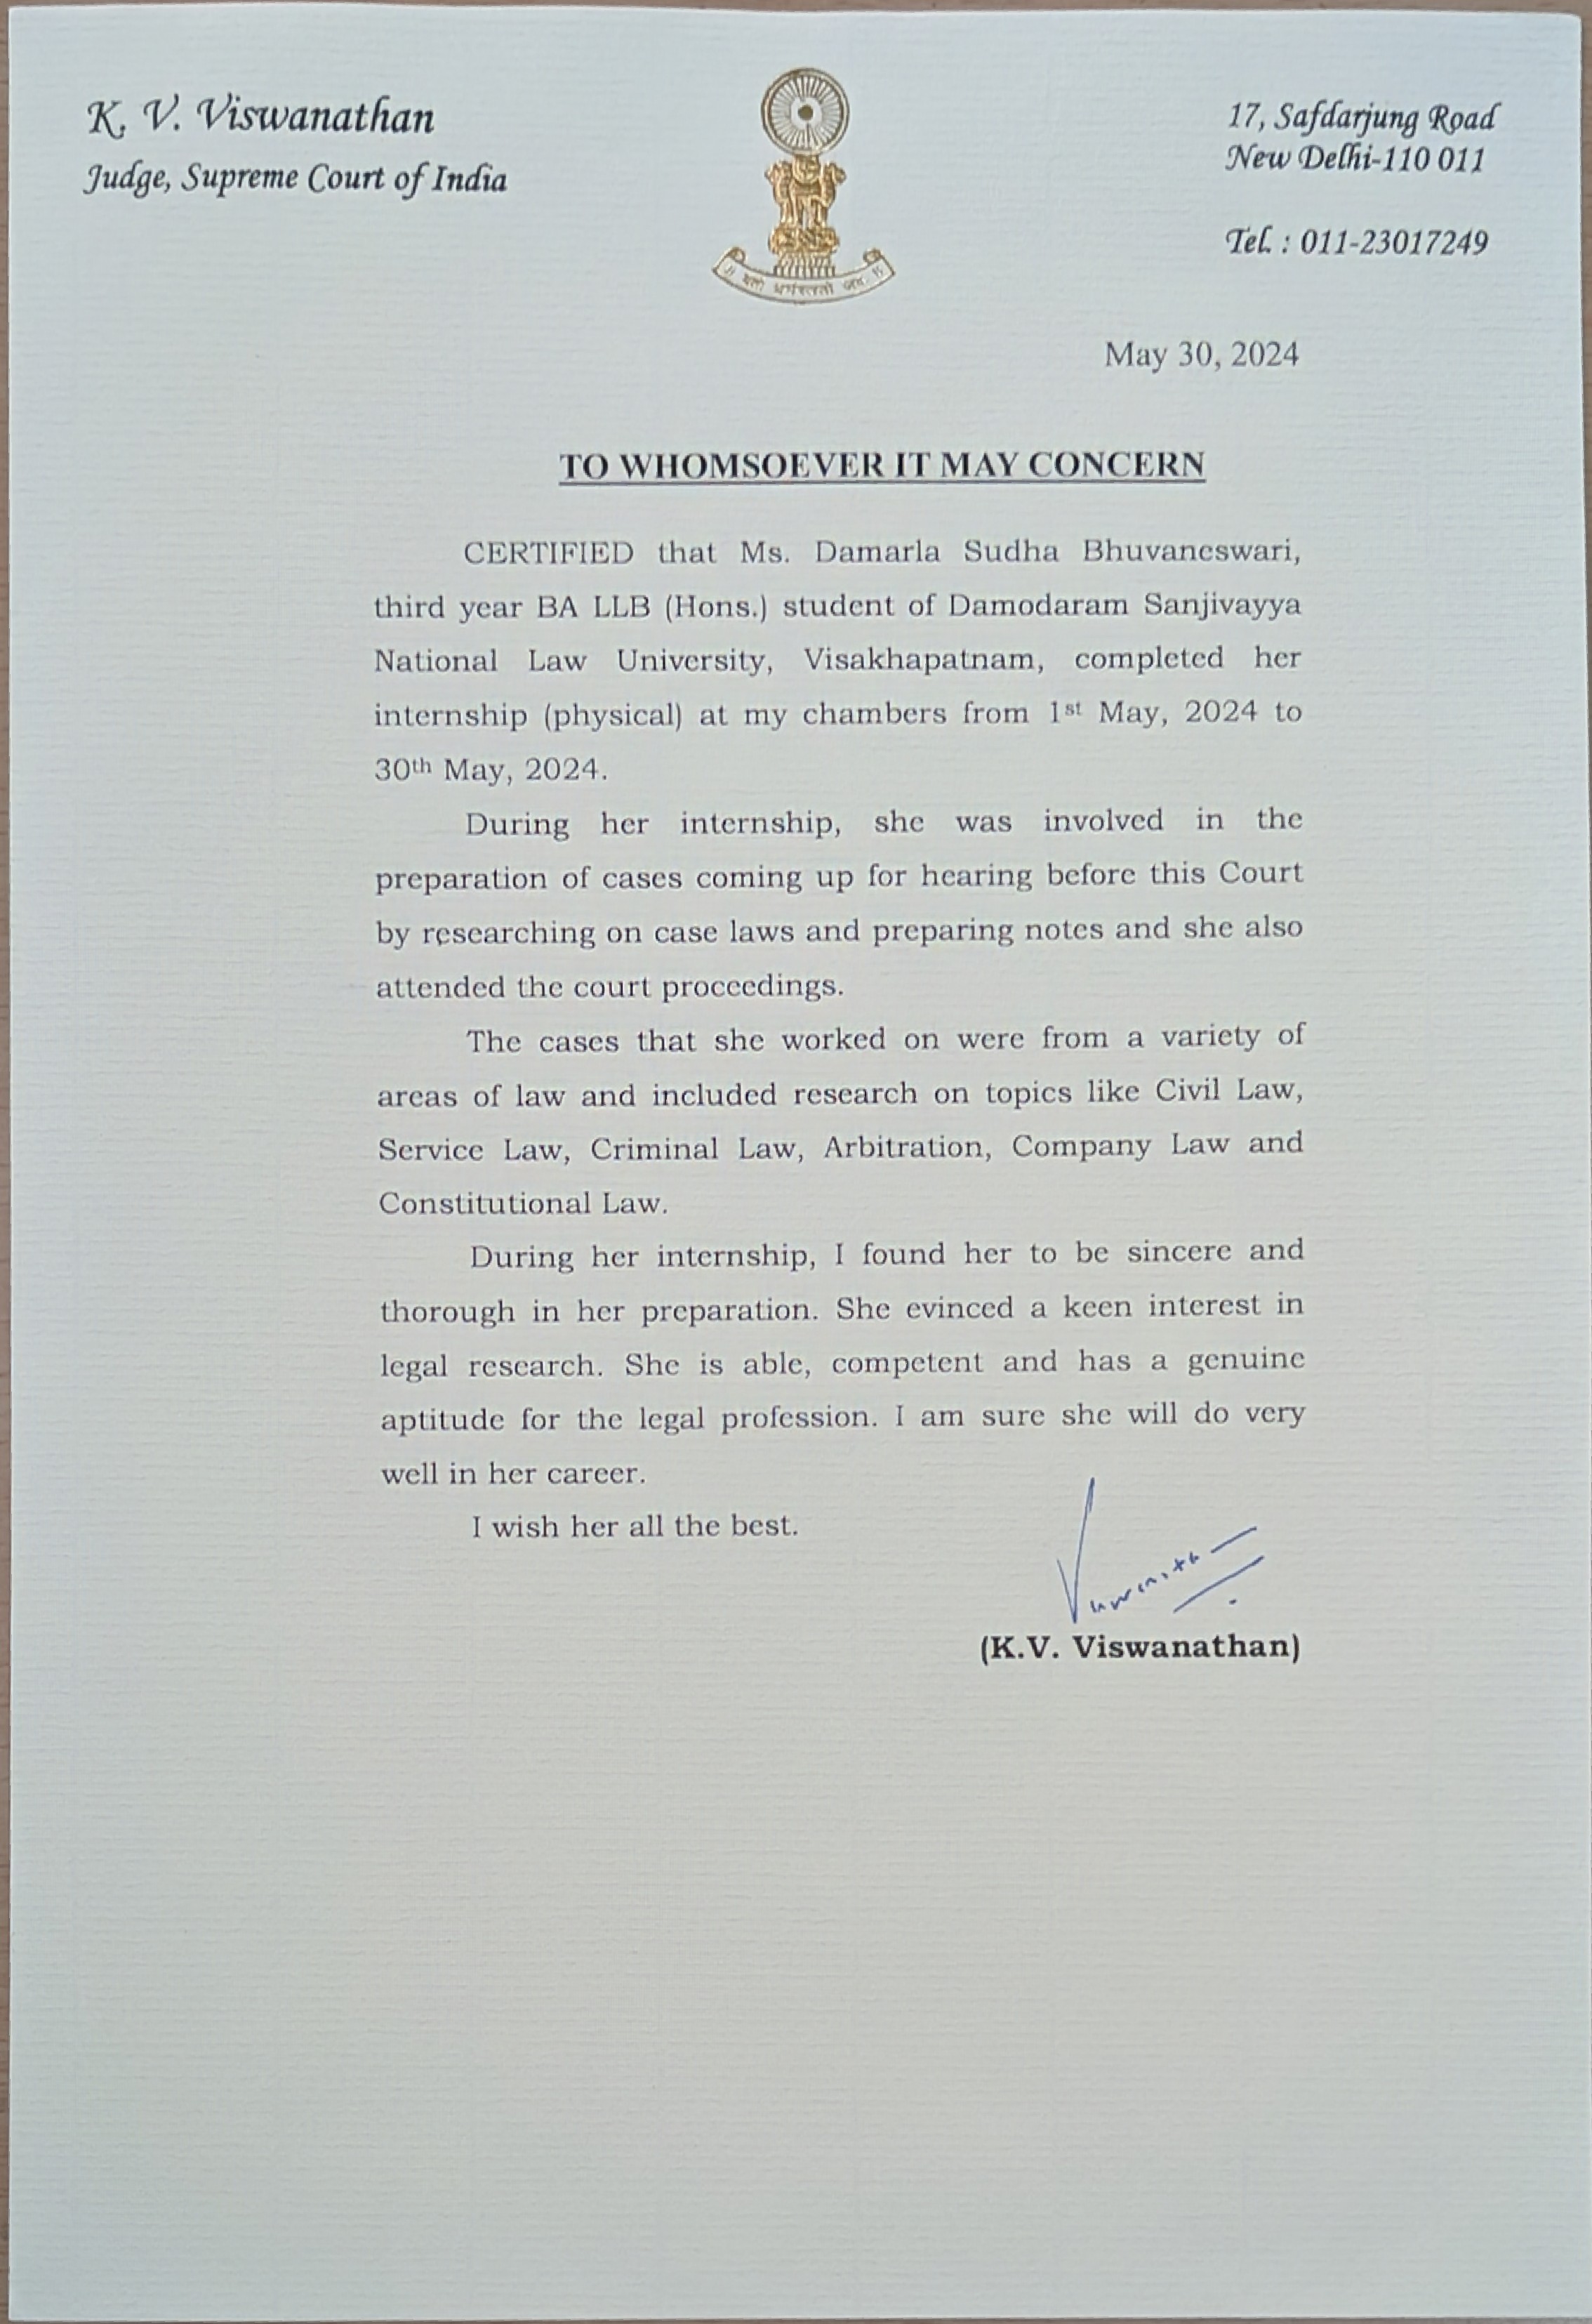 K. V. Viswanathan
Judge, Supreme Court of India
17, Safdarjung Road
New Delhi-110 011
Tel. : 011-23017249
॥ यतो धर्मस्ततो जयः ॥
May 30, 2024
TO WHOMSOEVER IT MAY CONCERN
CERTIFIED that Ms. Damarla Sudha Bhuvaneswari,
third year BA LLB (Hons.) student of Damodaram Sanjivayya
National Law University, Visakhapatnam, completed her
internship (physical) at my chambers from 1st May, 2024 to
30th May, 2024.
During her internship, she was involved in the
preparation of cases coming up for hearing before this Court
by researching on case laws and preparing notes and she also
attended the court proceedings.
The cases that she worked on were from a variety of
areas of law and included research on topics like Civil Law,
Service Law, Criminal Law, Arbitration, Company Law and
Constitutional Law.
During her internship, I found her to be sincere and
thorough in her preparation. She evinced a keen interest in
legal research. She is able, competent and has a genuine
aptitude for the legal profession. I am sure she will do very
well in her career.
I wish her all the best.
(K.V. Viswanathan)